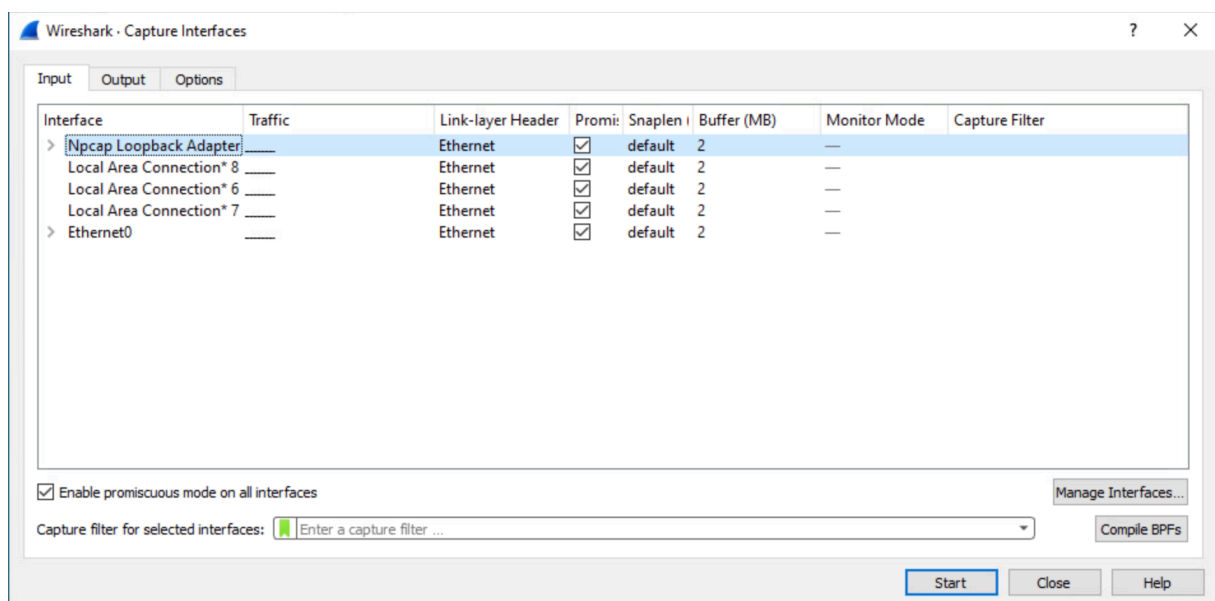 Wireshark · Capture Interfaces ?
Input Output Options
Interface Traffic Link-layer Header Promis Snaplen ( Buffer (MB) Monitor Mode Capture Filter
Npcap Loopback Adapter Ethernet default 2 —
Local Area Connection* 8 Ethernet default 2 —
Local Area Connection* 6 Ethernet default 2 —
Local Area Connection* 7 Ethernet default 2 —
Ethernet0 Ethernet default 2 —
Enable promiscuous mode on all interfaces Manage Interfaces...
Capture filter for selected interfaces: Enter a capture filter ... Compile BPFs
Start Close Help